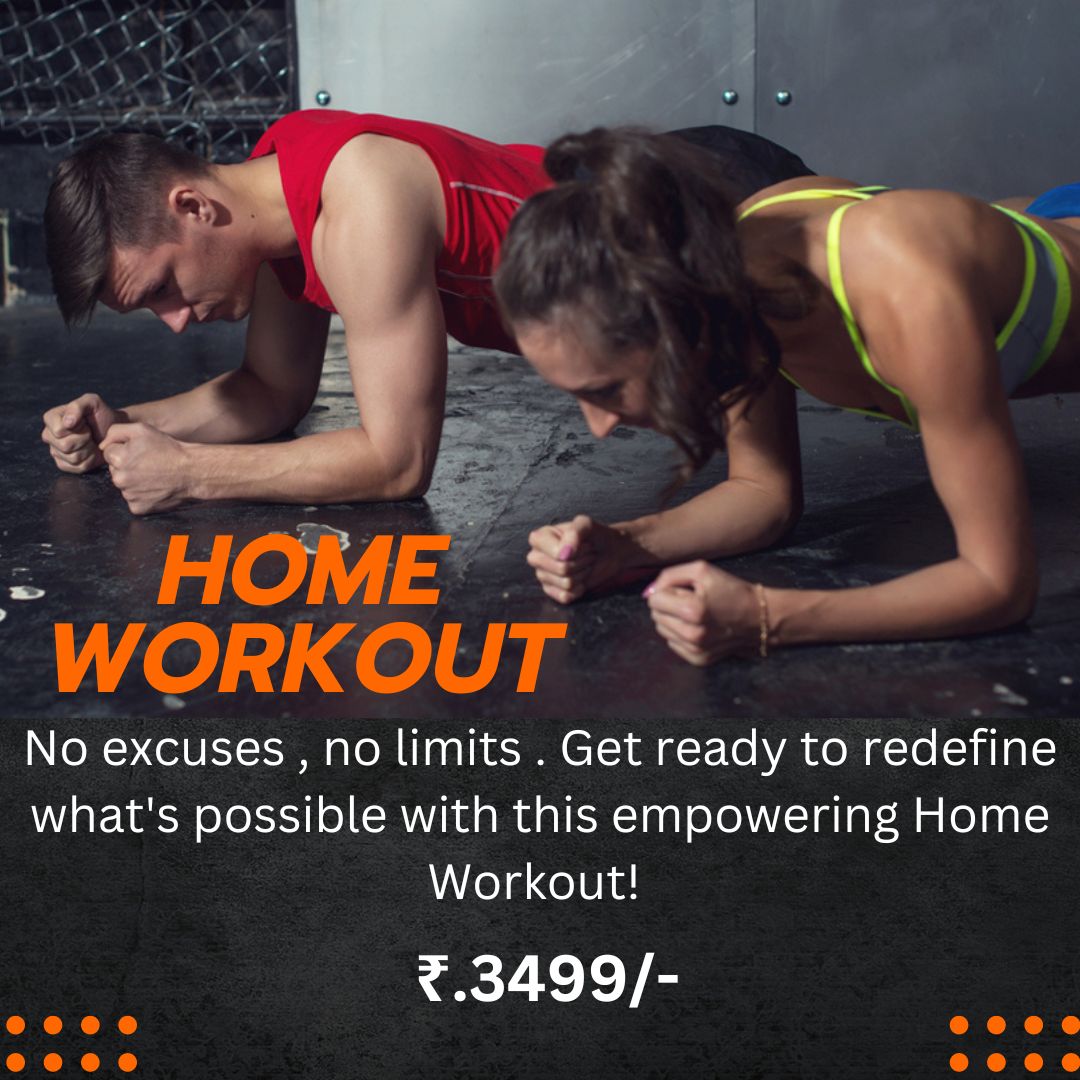 HOME
WORKOUT
No excuses , no limits . Get ready to redefine
what's possible with this empowering Home
Workout!
₹.3499/-